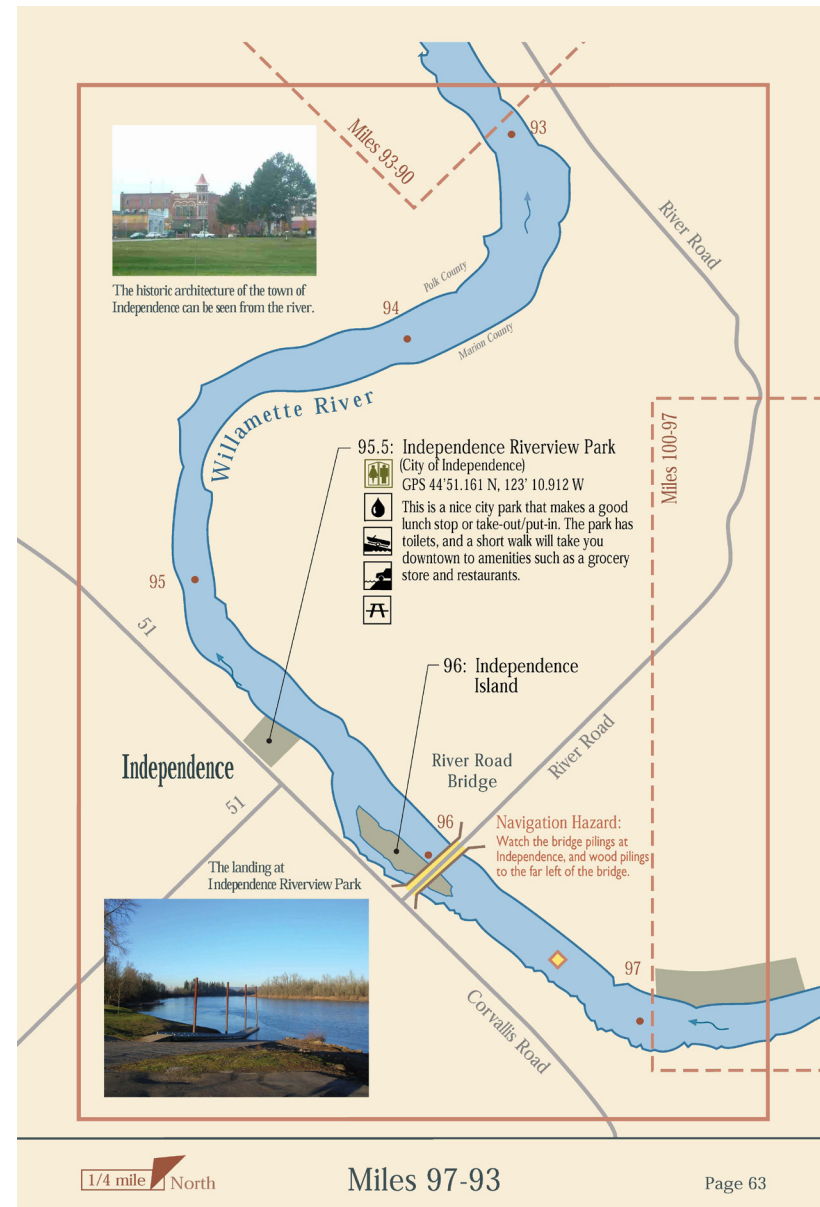 93
Miles 93-90
River Road
The historic architecture of the town of
Independence can be seen from the river.
Polk County
94
Marion County
Willamette River
Miles 100-97
95.5: Independence Riverview Park
(City of Independence)
GPS 44'51.161 N, 123' 10.912 W
This is a nice city park that makes a good
lunch stop or take-out/put-in. The park has
toilets, and a short walk will take you
downtown to amenities such as a grocery
store and restaurants.
95
51
96: Independence
Island
Independence
River Road
Bridge
River Road
51
96
Navigation Hazard:
Watch the bridge pilings at
Independence, and wood pilings
to the far left of the bridge.
The landing at
Independence Riverview Park
97
Corvallis Road
1/4 mile
North
Miles 97-93
Page 63